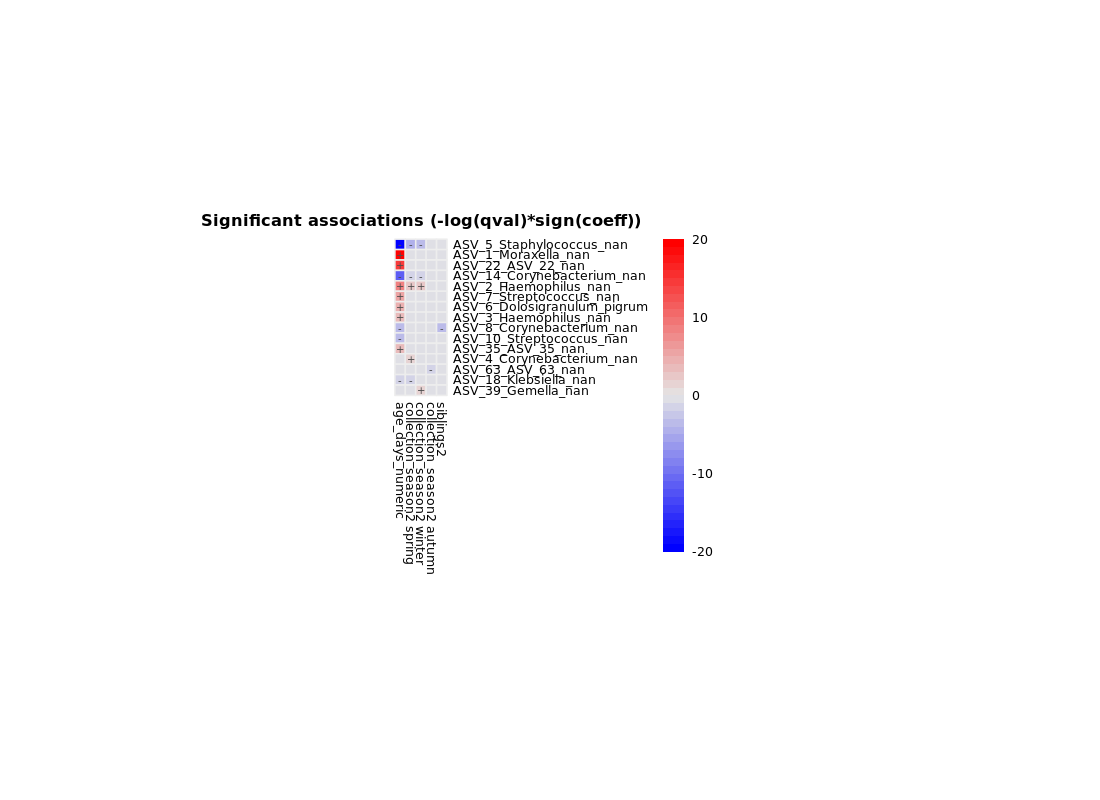 Significant associations (-log(qval)*sign(coeff))
- - ASV_5_Staphylococcus_nan
ASV_1_Moraxella_nan
+ ASV_22_ASV_22_nan
- - - ASV_14_Corynebacterium_nan
+ + + ASV_2_Haemophilus_nan
+ ASV_7_Streptococcus_nan
+ ASV_6_Dolosigranulum_pigrum
+ ASV_3_Haemophilus_nan
- - ASV_8_Corynebacterium_nan
- ASV_10_Streptococcus_nan
+ ASV_35_ASV_35_nan
+ ASV_4_Corynebacterium_nan
- ASV_63_ASV_63_nan
- - ASV_18_Klebsiella_nan
+ ASV_39_Gemella_nan
age_days_numeric
collection_season2 spring
collection_season2 winter
collection_season2 autumn
siblings2
20
10
0
-10
-20